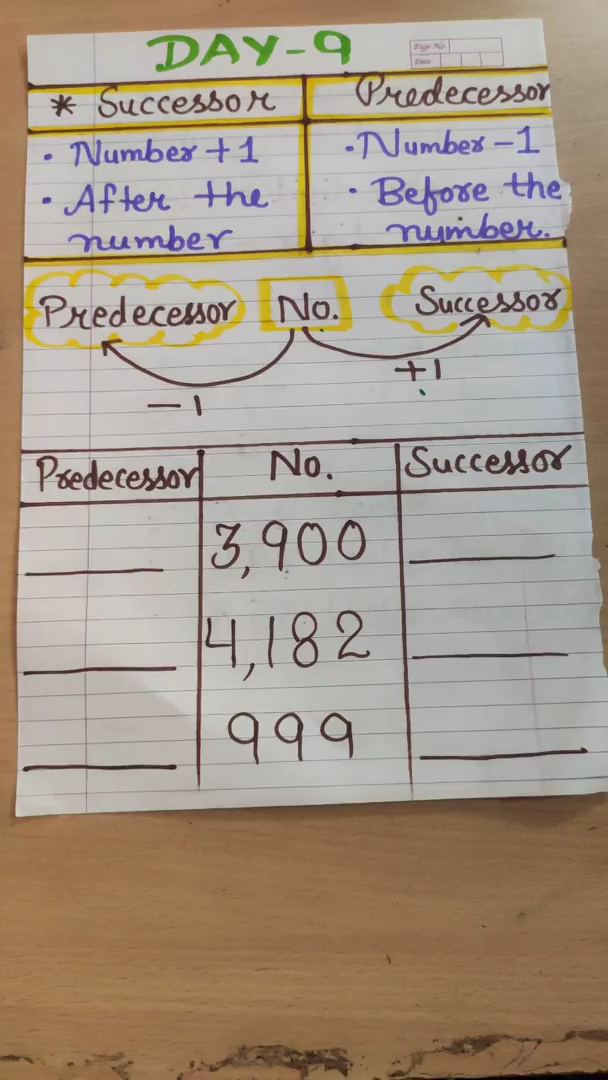 DAY-9
Page No.
Date
* Successor
Predecessor
• Number +1
• After the
number
• Number -1
• Before the
number.
Predecessor No. Successor
-1 +1
Predecessor No. Successor
3,900
4,182
999